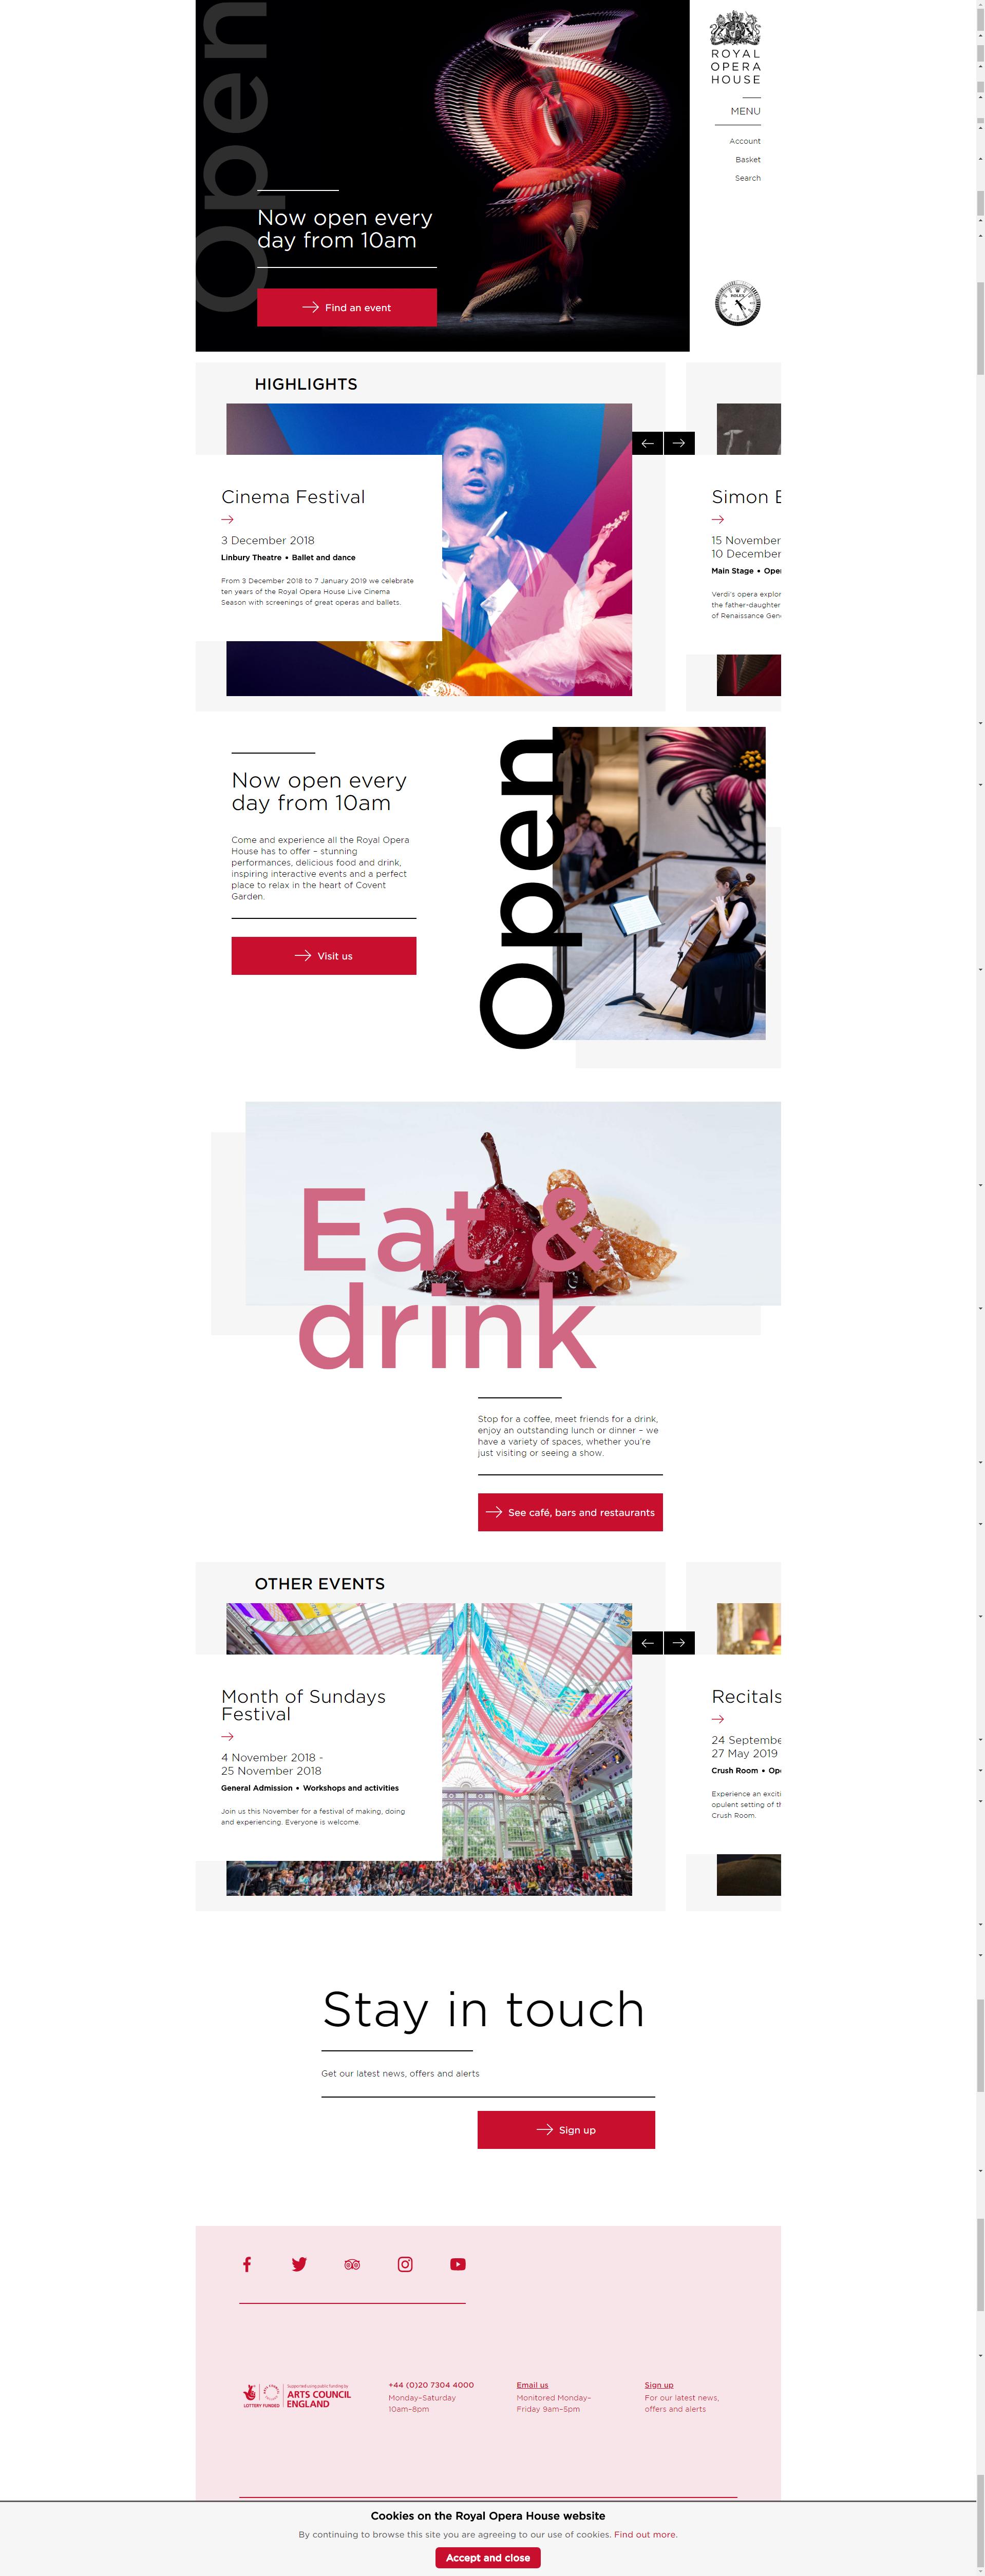 Open
ROYAL
OPERA
HOUSE
MENU
Account
Basket
Search
ROLEX
Now open every
day from 10am
Find an event
HIGHLIGHTS
Cinema Festival
3 December 2018
Linbury Theatre • Ballet and dance
From 3 December 2018 to 7 January 2019 we celebrate
ten years of the Royal Opera House Live Cinema
Season with screenings of great operas and ballets.
Simon
15 November
10 December
Main Stage •
Verdi's opera
the father-daughter
of Renaissance
Now open every
day from 10am
Come and experience all the Royal Opera
House has to offer – stunning
performances, delicious food and drink,
inspiring interactive events and a perfect
place to relax in the heart of Covent
Garden.
Visit us
Open
Eat &
drink
Stop for a coffee, meet friends for a drink,
enjoy an outstanding lunch or dinner – we
have a variety of spaces, whether you're
just visiting or seeing a show.
See café, bars and restaurants
OTHER EVENTS
Month of Sundays
Festival
4 November 2018 -
25 November 2018
General Admission • Workshops and activities
Join us this November for a festival of making, doing
and experiencing. Everyone is welcome.
Recitals
24
27 May 2019
Crush Room •
Experience an
opulent setting of
Crush Room.
Stay in touch
Get our latest news, offers and alerts
Sign up
Supported using public funding by
ARTS COUNCIL
ENGLAND
LOTTERY FUNDED
+44 (0)20 7304 4000
Monday–Saturday
10am–8pm
Email us
Monitored Monday–
Friday 9am–5pm
Sign up
For our latest news,
offers and alerts
Cookies on the Royal Opera House website
By continuing to browse this site you are agreeing to our use of cookies. Find out more.
Accept and close